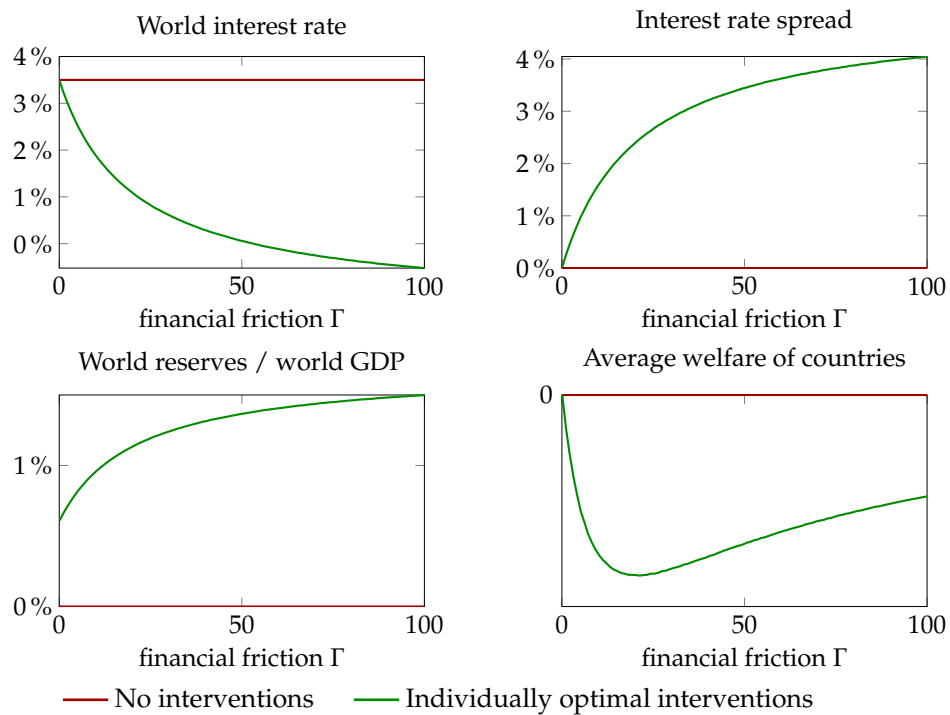 World interest rate
4 %
3 %
2 %
1 %
0 %
0 50 100
financial friction Γ
Interest rate spread
4 %
3 %
2 %
1 %
0 %
0 50 100
financial friction Γ
World reserves / world GDP
1 %
0 %
0 50 100
financial friction Γ
Average welfare of countries
0
0 50 100
financial friction Γ
No interventions Individually optimal interventions